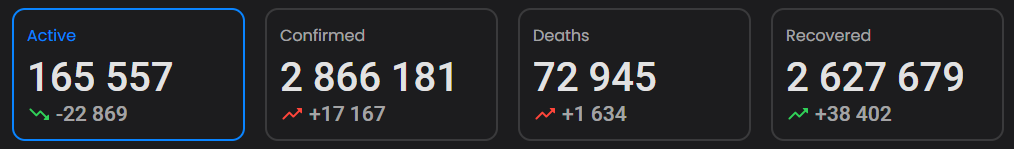 Active
165 557
-22 869
Confirmed
2 866 181
+17 167
Deaths
72 945
+1 634
Recovered
2 627 679
+38 402